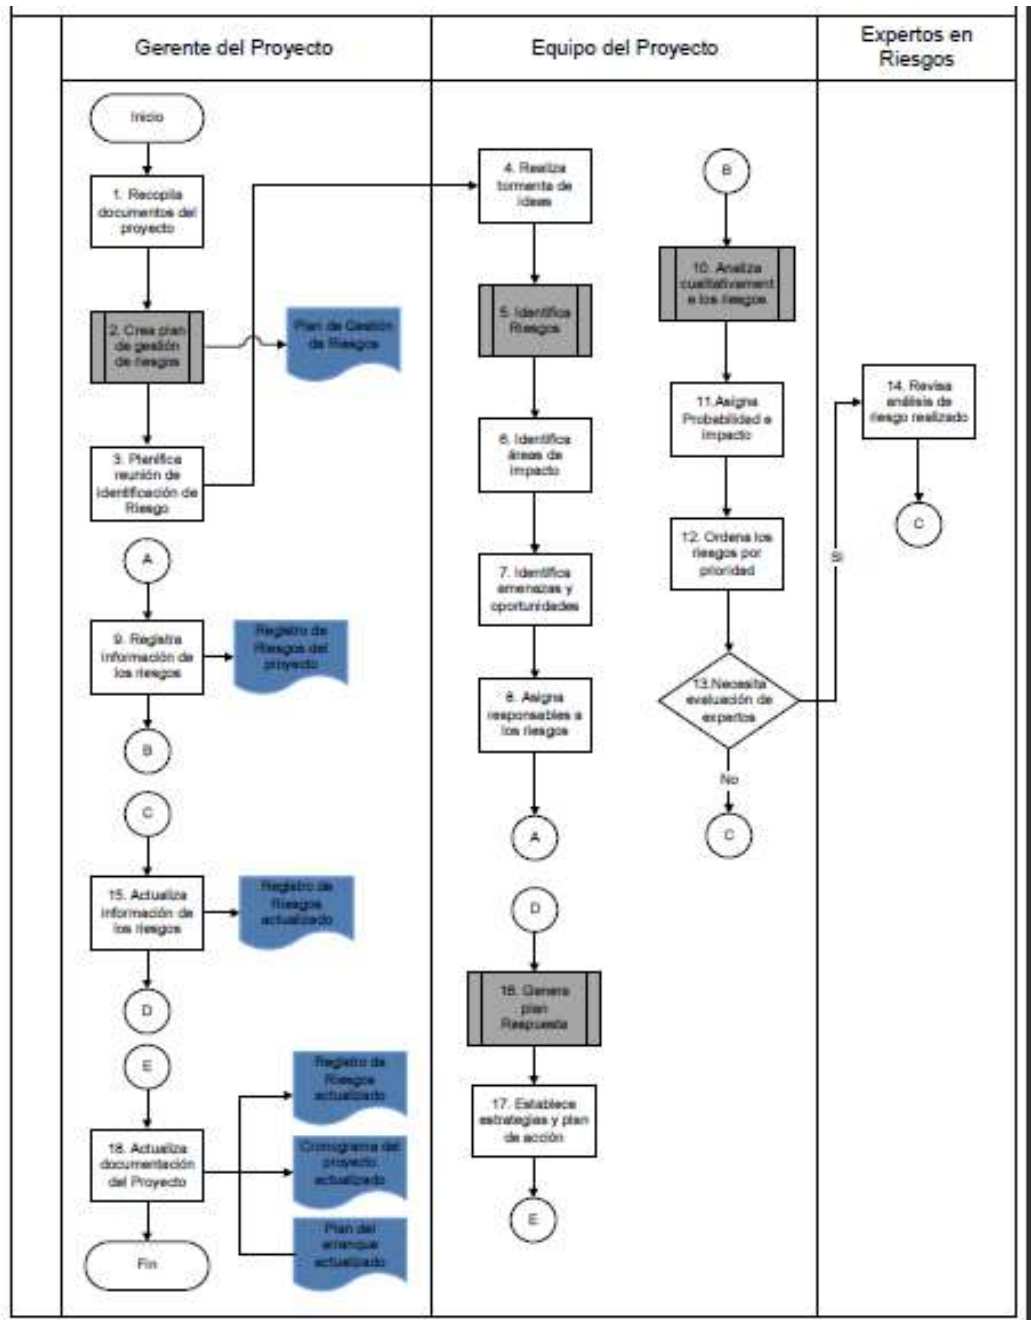 Gerente del Proyecto
Equipo del Proyecto
Expertos en
Riesgos
Inicio
1. Recopila
documentos del
proyecto
2. Crea plan
de gestión
de riesgos
Plan de Gestión
de Riesgos
3. Planifica
reunión de
Identificación de
Riesgo
A
9. Registra
información de
los riesgos
Registro de
Riesgos del
proyecto
B
C
15. Actualiza
información de
los riesgos
Registro de
Riesgos
actualizado
D
E
18. Actualiza
documentación
del Proyecto
Registro de
Riesgos
actualizado
Cronograma del
proyecto
actualizado
Plan del
arranque
actualizado
Fin
4. Realiza
tormenta de
ideas
5. Identifica
Riesgos
6. Identifica
áreas de
impacto
7. Identifica
amenazas y
oportunidades
8. Asigna
responsables a
los riesgos
A
D
16. Genera
plan
Respuesta
17. Establece
estrategias y plan
de acción
E
B
10. Analiza
cualitativament
e los riesgos
11.Asigna
Probabilidad e
impacto
12. Ordena los
riesgos por
prioridad
13.Necesita
evaluación de
expertos
Si
No
C
14. Revisa
análisis de
riesgo realizado
C